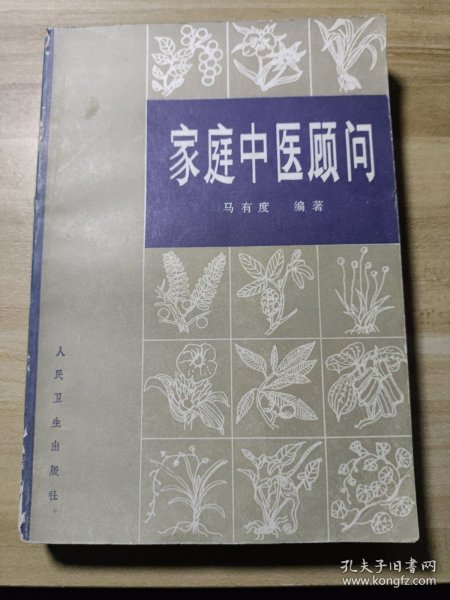 家庭中医顾问
马有度 编著
人民卫生出版社
孔夫子旧书网
www.kongfz.com